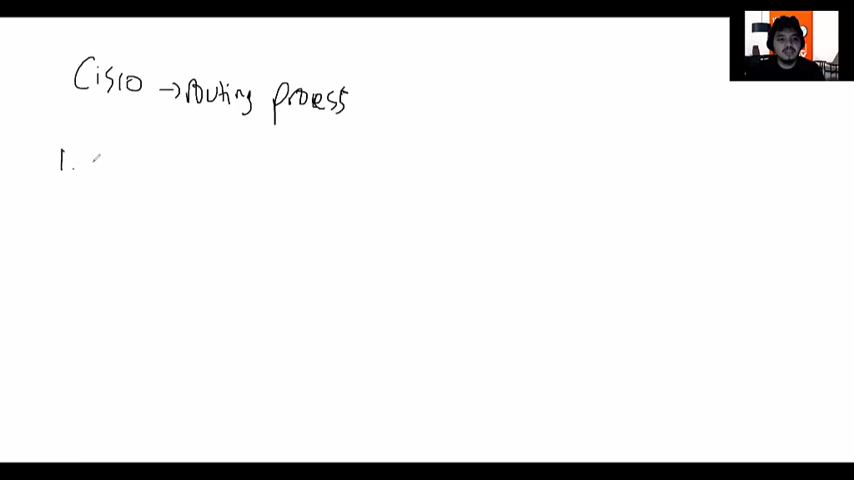 Cisco → routing process
1.